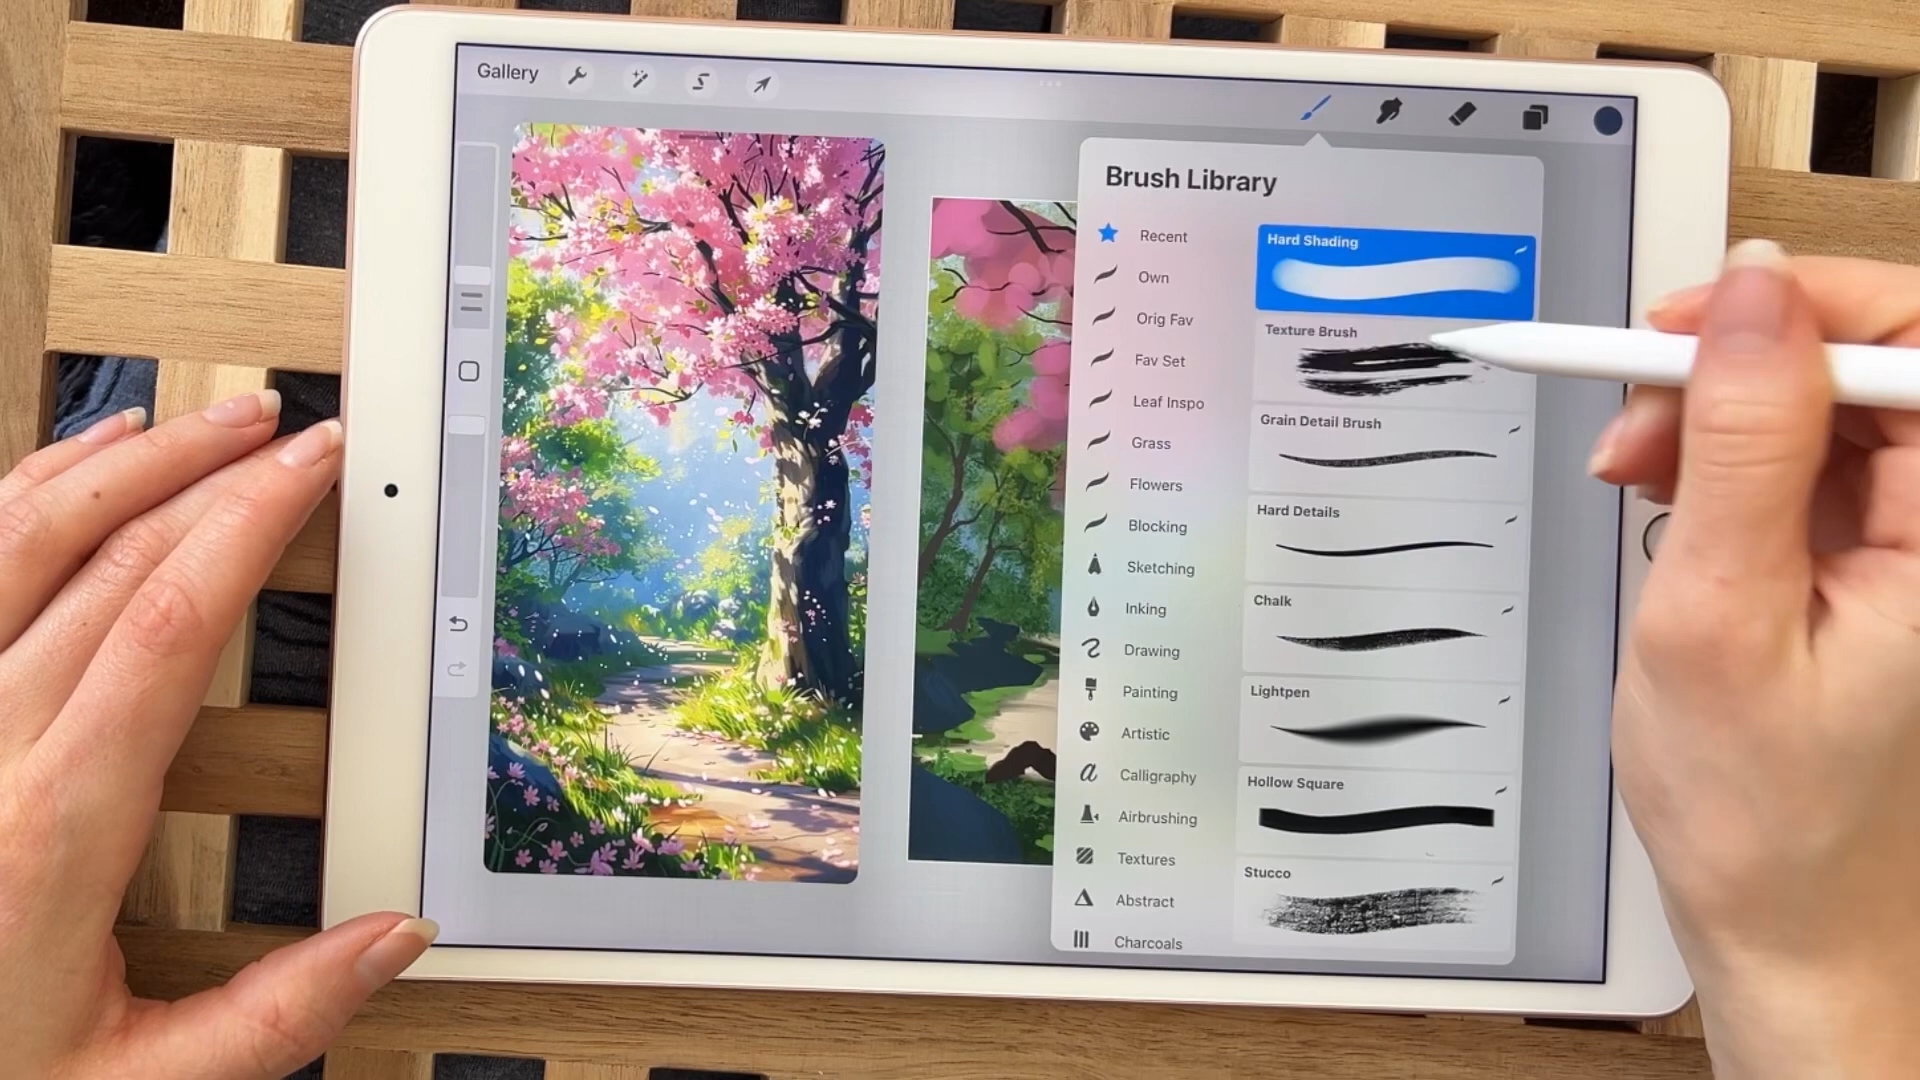 Gallery
Brush Library
Recent
Own
Orig Fav
Fav Set
Leaf Inspo
Grass
Flowers
Blocking
Sketching
Inking
Drawing
Painting
Artistic
Calligraphy
Airbrushing
Textures
Abstract
Charcoals
Hard Shading
Texture Brush
Grain Detail Brush
Hard Details
Chalk
Lightpen
Hollow Square
Stucco